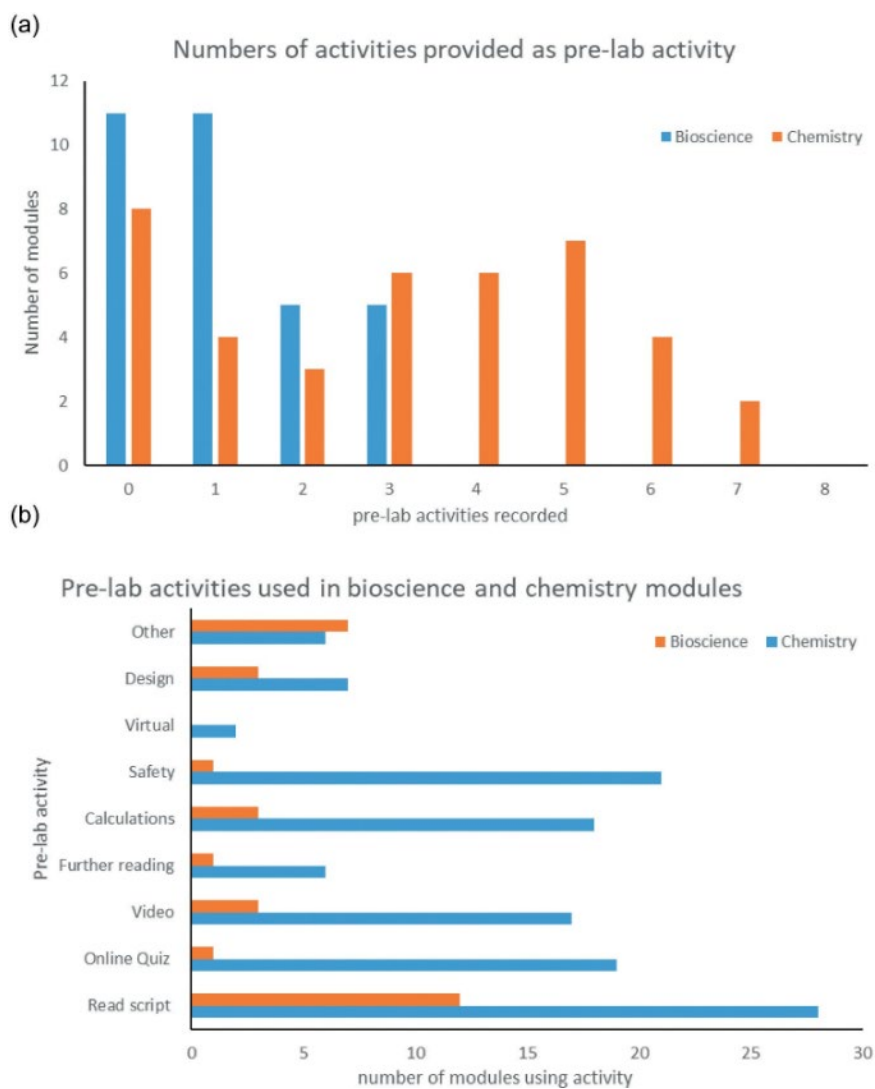 (a)
Numbers of activities provided as pre-lab activity
12
10
8
6
4
2
0
Number of modules
Bioscience Chemistry
0 1 2 3 4 5 6 7 8
pre-lab activities recorded
(b)
Pre-lab activities used in bioscience and chemistry modules
Bioscience Chemistry
Pre-lab activity
Other
Design
Virtual
Safety
Calculations
Further reading
Video
Online Quiz
Read script
0 5 10 15 20 25 30
number of modules using activity